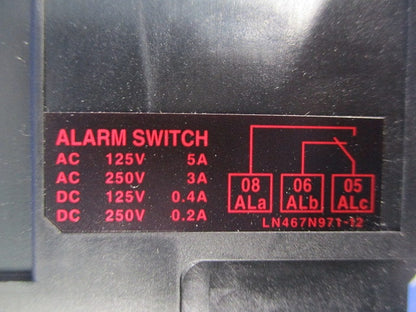 ALARM SWITCH
AC 125V 5A
AC 250V 3A
DC 125V 0.4A
DC 250V 0.2A
08 06 05
ALa ALb ALc
LN467N971-12